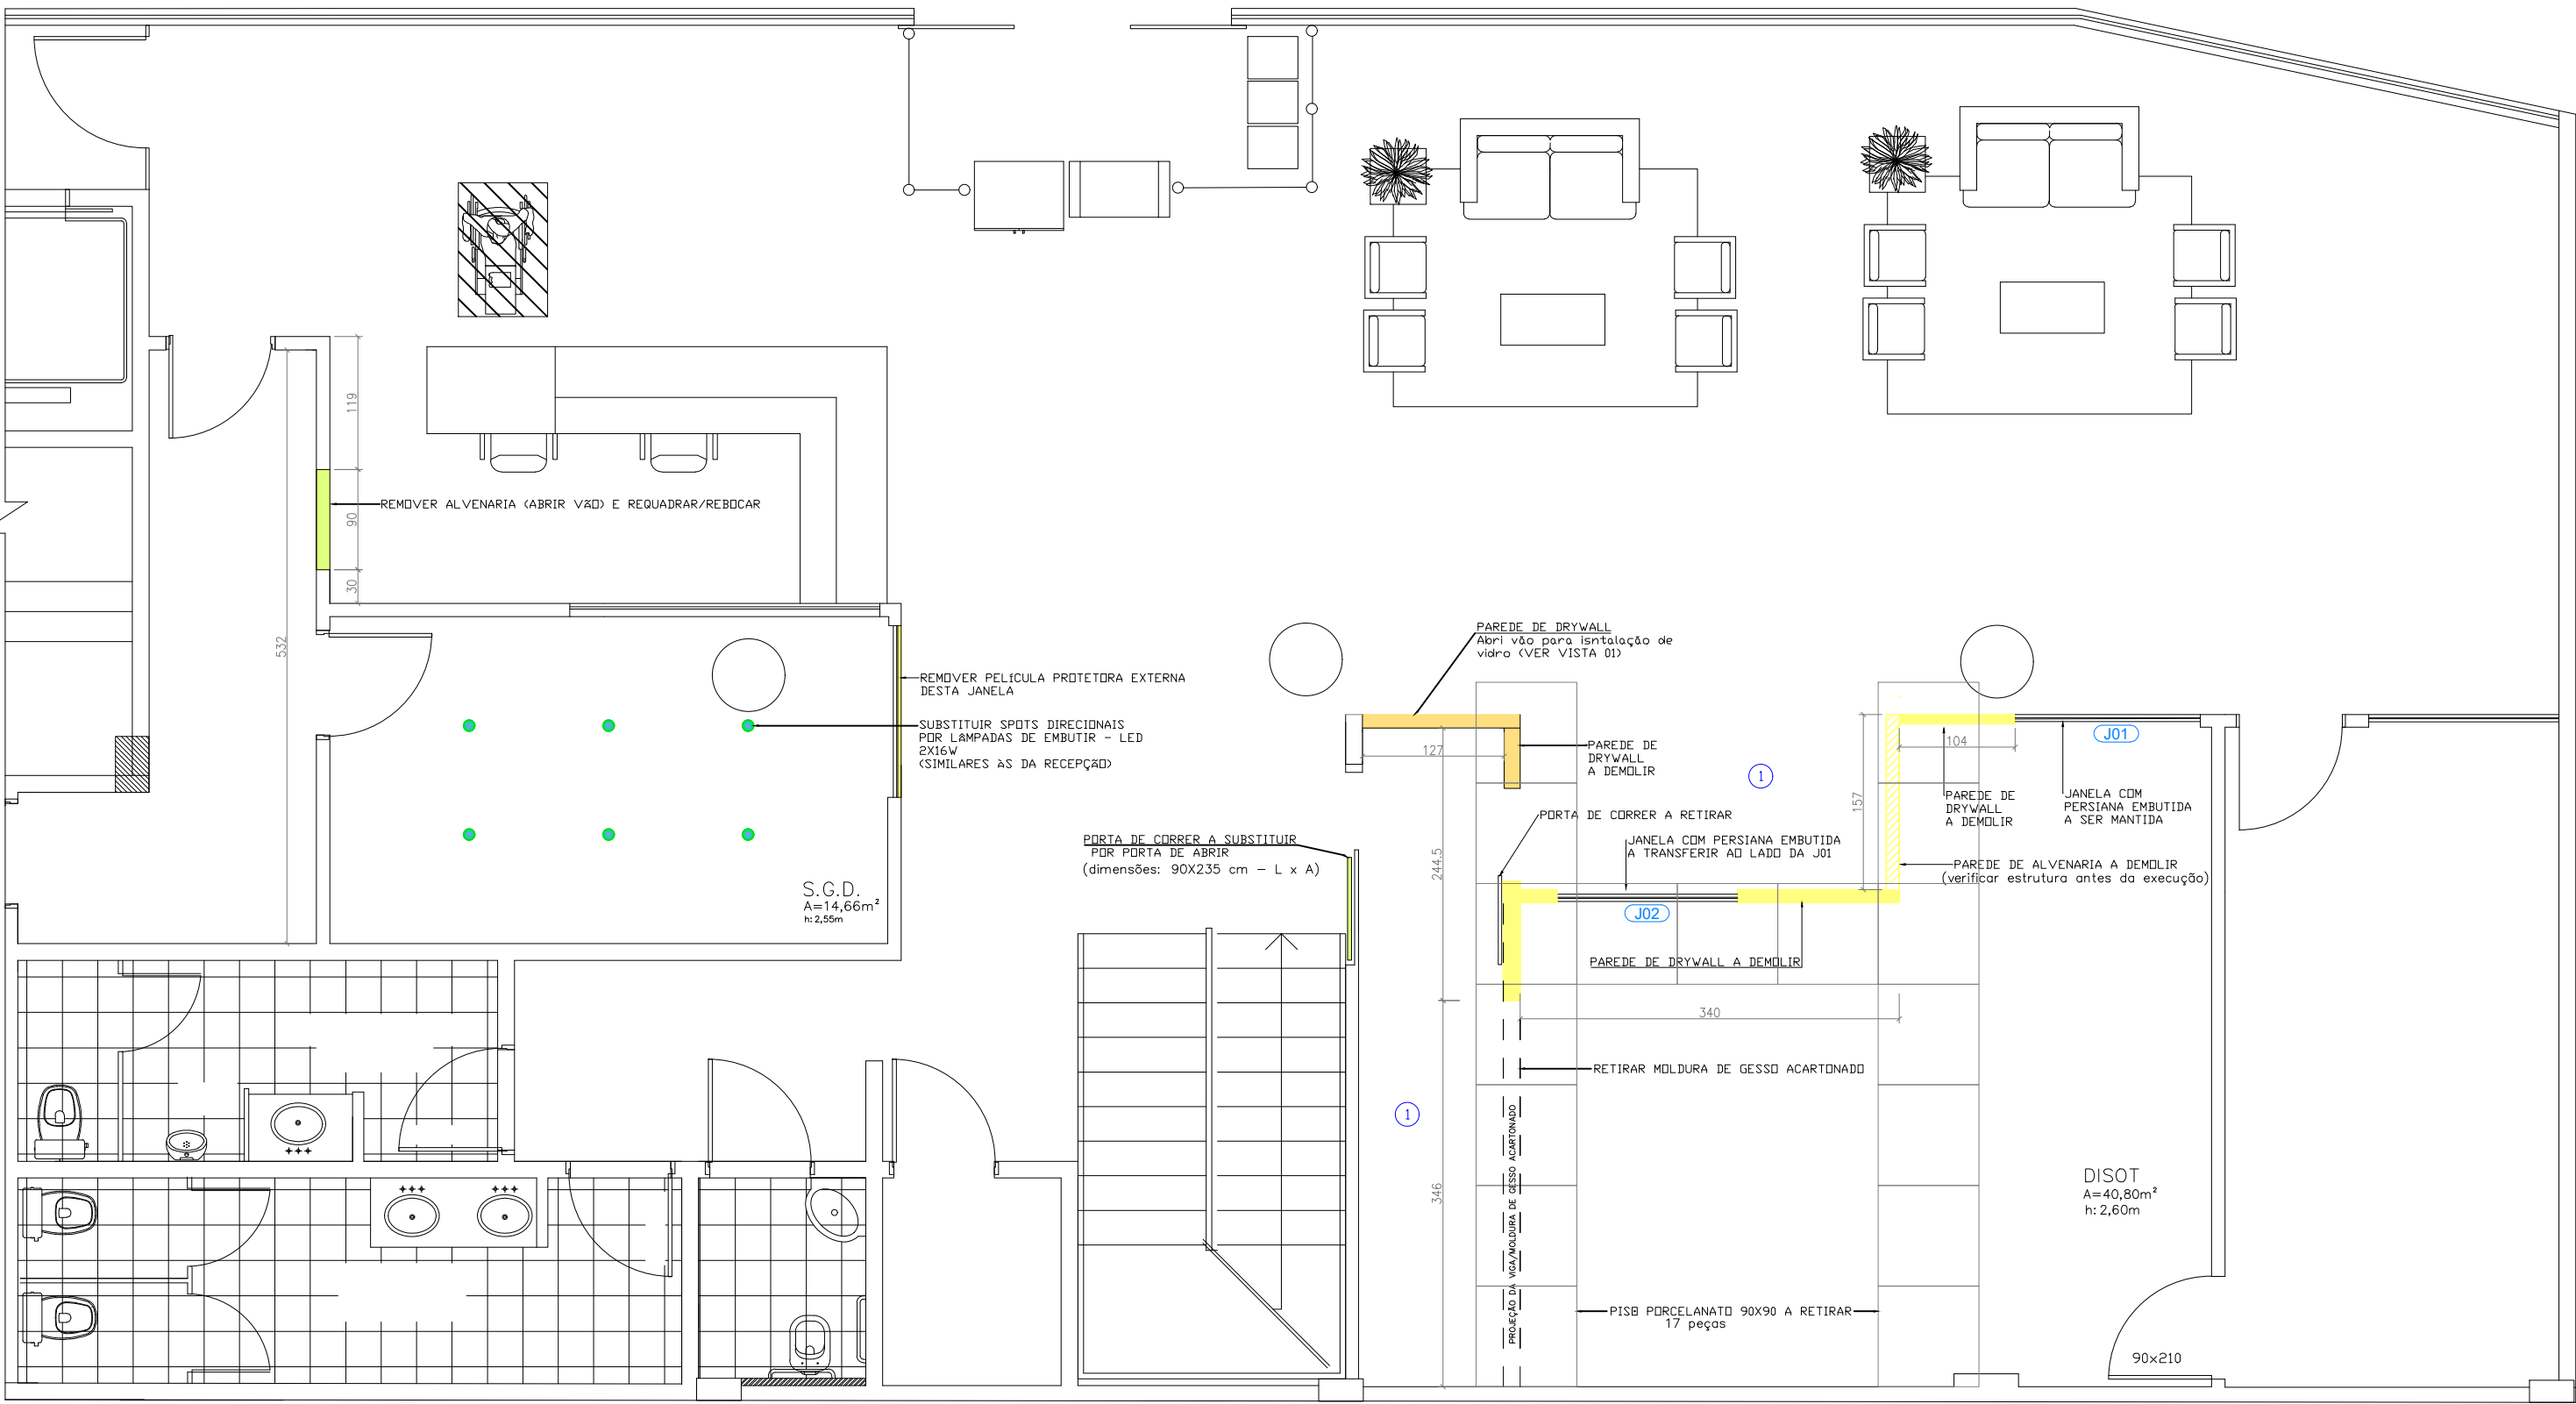 119
REMOVER ALVENARIA (ABRIR VÃO) E REQUADRAR/REBOCAR
90
30
532
REMOVER PELÍCULA PROTETORA EXTERNA
DESTA JANELA
SUBSTITUIR SPOTS DIRECIONAIS
POR LÂMPADAS DE EMBUTIR - LED
2X16W
(SIMILARES ÀS DA RECEPÇÃO)
S.G.D.
A=14,66m²
h: 2,55m
PAREDE DE DRYWALL
Abri vão para isntalação de
vidro (VER VISTA 01)
127
PAREDE DE
DRYWALL
A DEMOLIR
1
104
J01
157
PAREDE DE
DRYWALL
A DEMOLIR
JANELA COM
PERSIANA EMBUTIDA
A SER MANTIDA
PORTA DE CORRER A RETIRAR
PORTA DE CORRER A SUBSTITUIR
POR PORTA DE ABRIR
(dimensões: 90X235 cm - L x A)
244.5
JANELA COM PERSIANA EMBUTIDA
A TRANSFERIR AO LADO DA J01
PAREDE DE ALVENARIA A DEMOLIR
(verificar estrutura antes da execução)
J02
PAREDE DE DRYWALL A DEMOLIR
340
RETIRAR MOLDURA DE GESSO ACARTONADO
1
346
PROJEÇÃO DA VIGA/MOLDURA DE GESSO ACARTONADO
DISOT
A=40,80m²
h: 2,60m
PISO PORCELANATO 90X90 A RETIRAR
17 peças
90x210